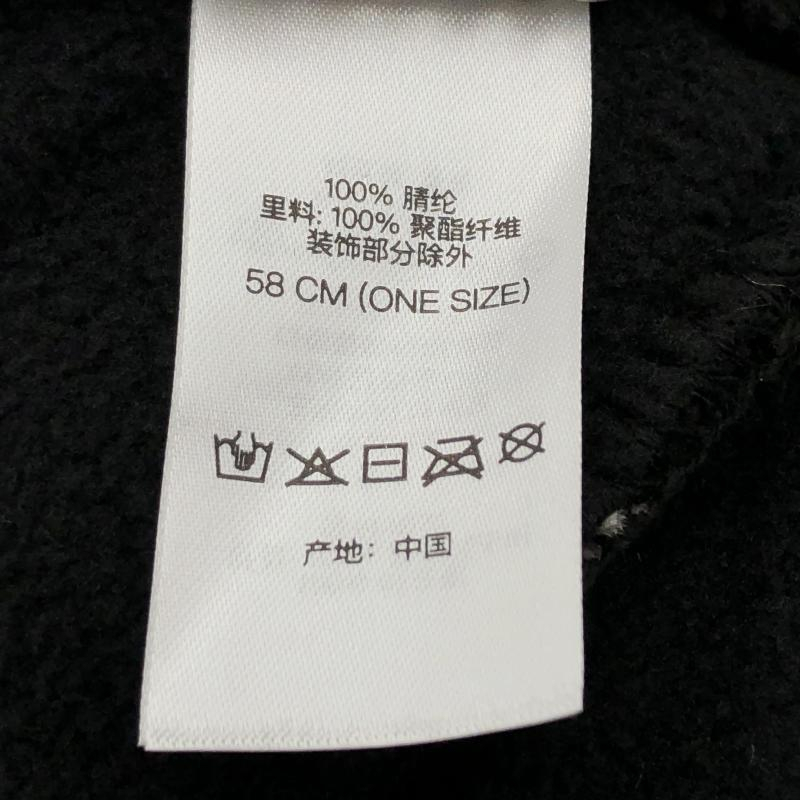 100% 腈纶
里料: 100% 聚酯纤维
装饰部分除外
58 CM (ONE SIZE)
产地: 中国